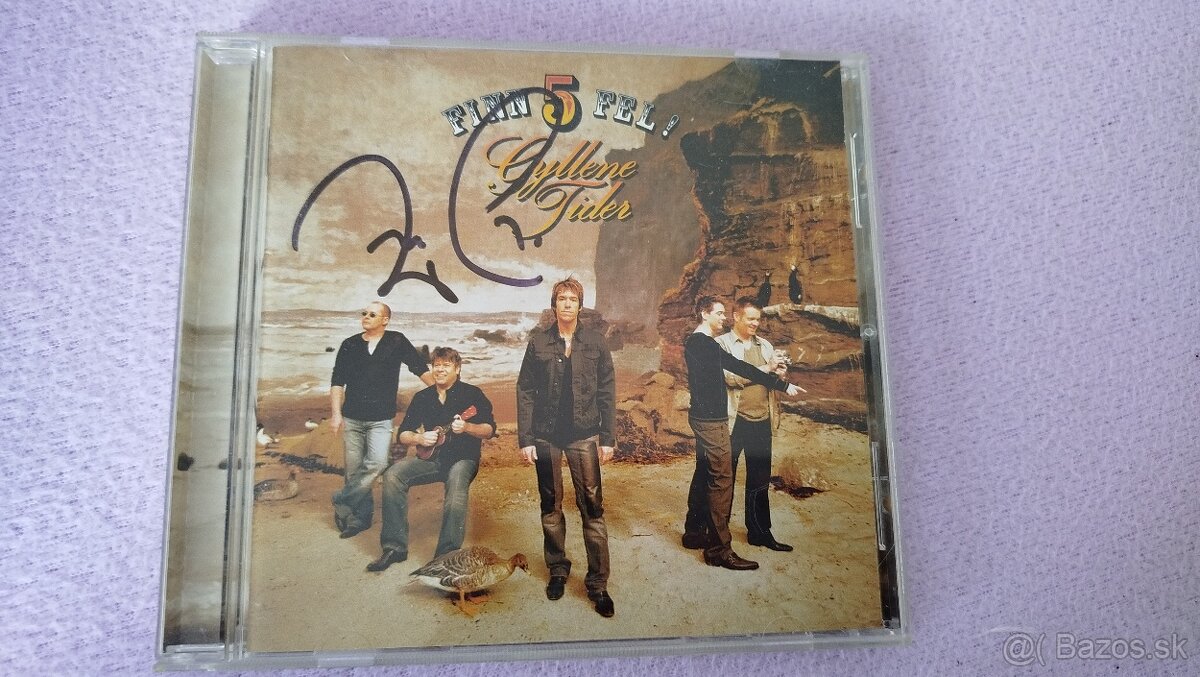 FINN 5 FEL!
Gyllene
Tider
@( Bazos.sk